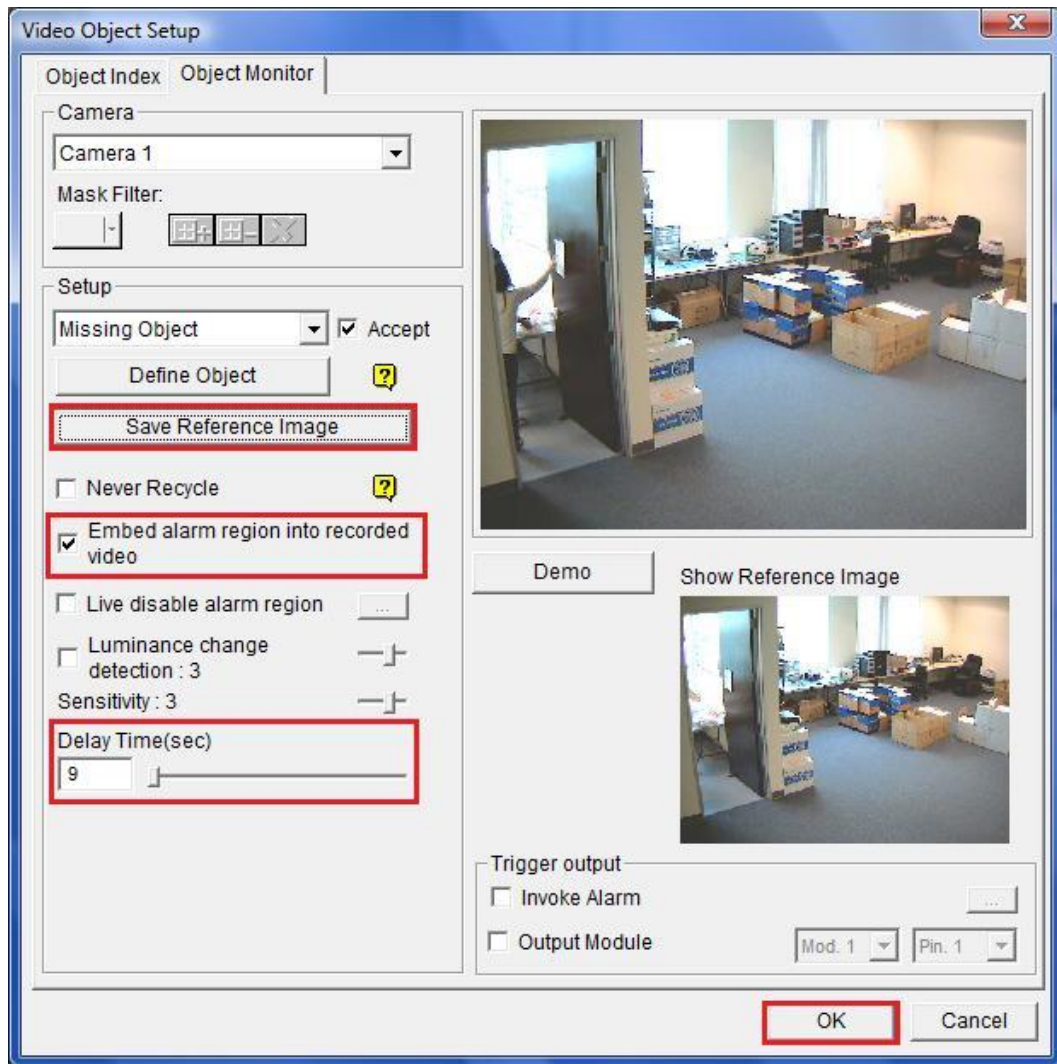 Video Object Setup
Object Index Object Monitor
Camera
Camera 1
Mask Filter:
Setup
Missing Object Accept
Define Object ?
Save Reference Image
Never Recycle ?
Embed alarm region into recorded
video
Live disable alarm region ...
Luminance change
detection : 3
Sensitivity : 3
Delay Time(sec)
9
Demo
Show Reference Image
Trigger output
Invoke Alarm ...
Output Module Mod. 1 Pin. 1
OK Cancel